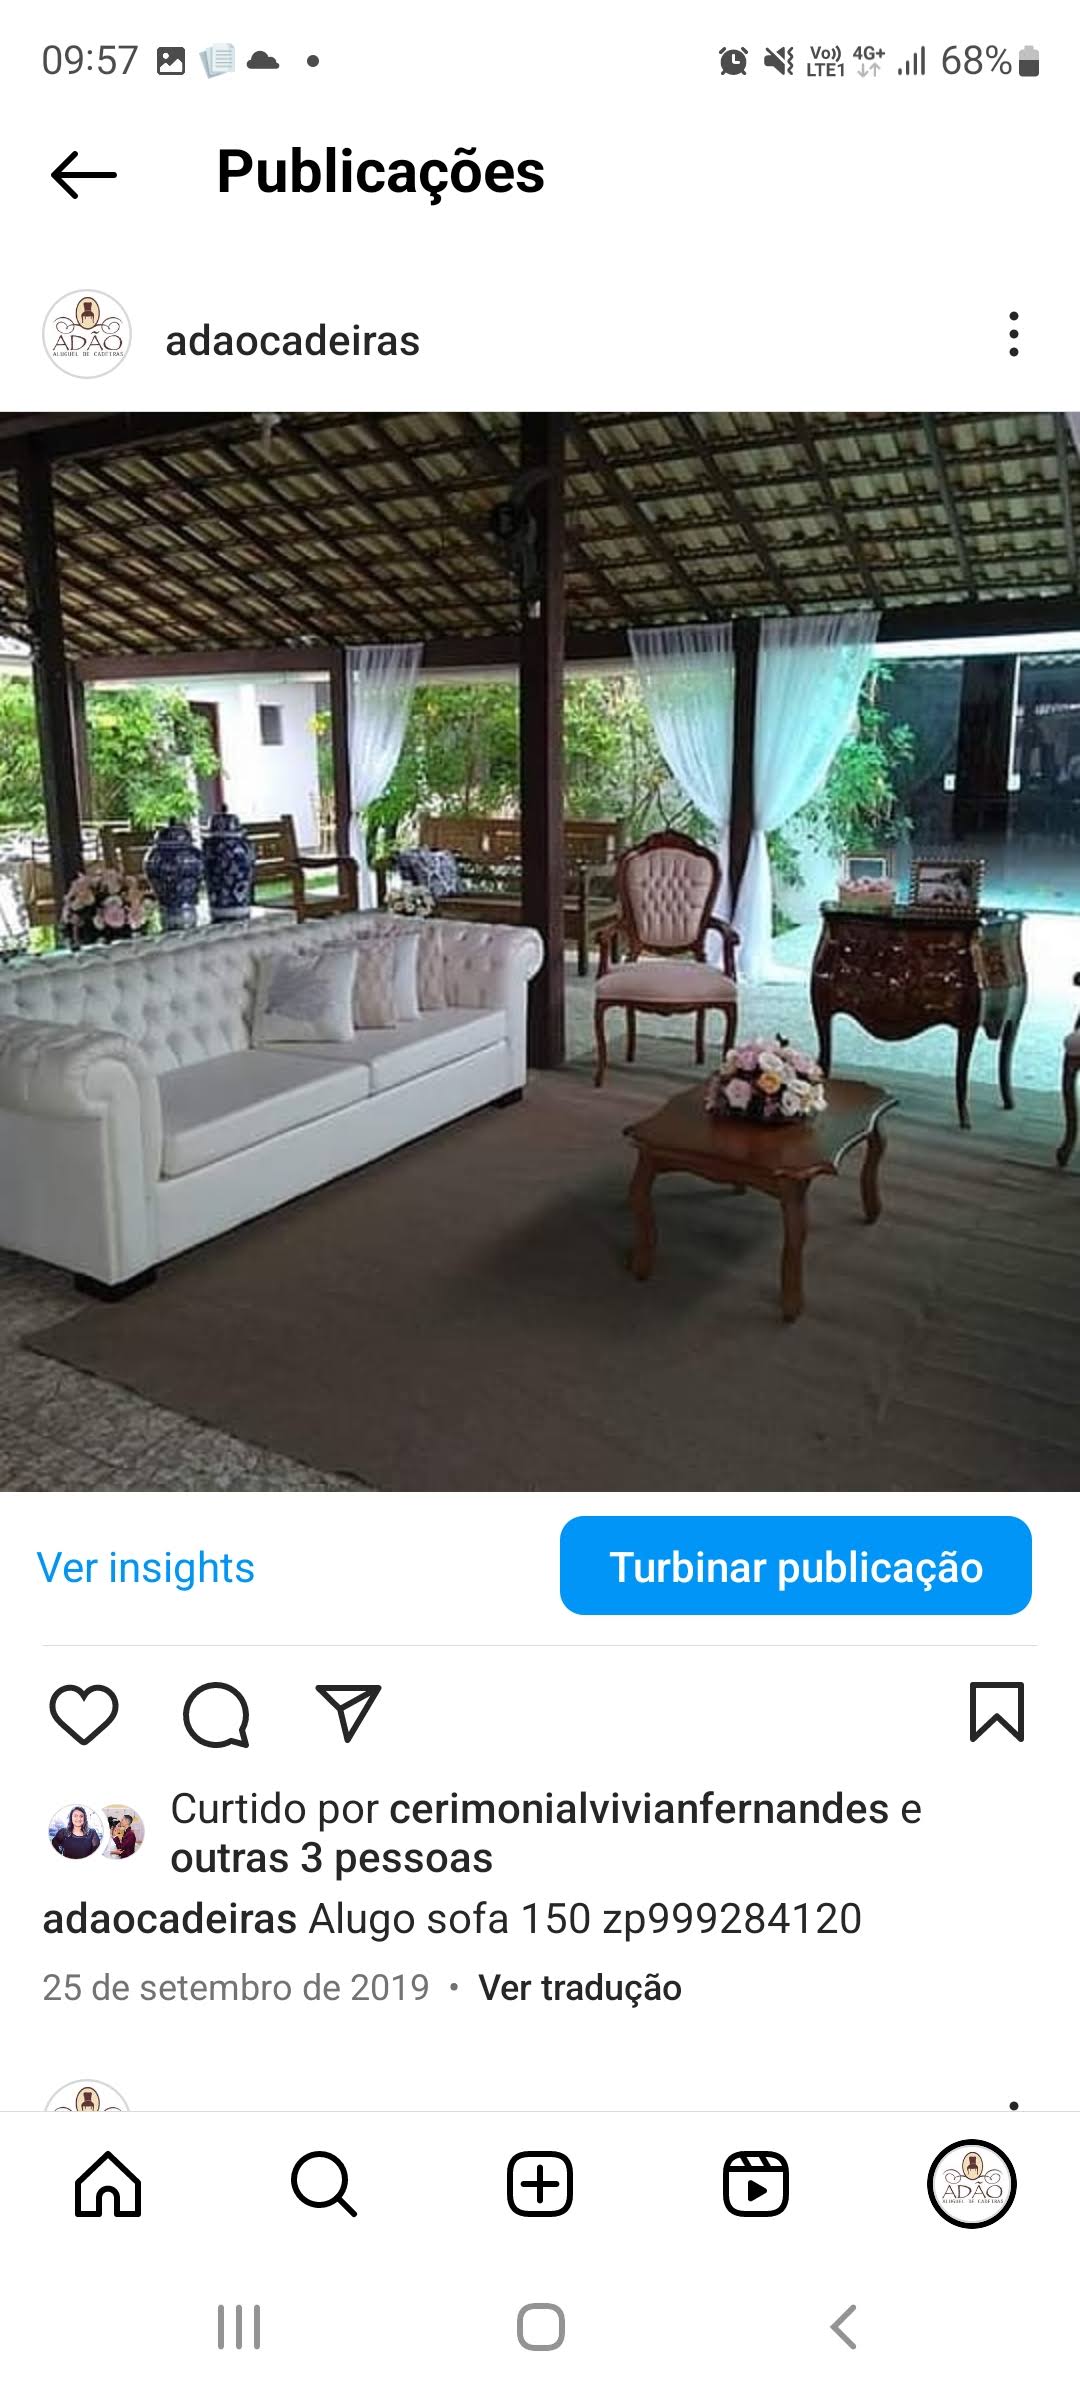 09:57
Vo)) 4G+
LTE1
68%
Publicações
ADÃO
ALUGUEL DE CADEIRAS
adaocadeiras
Ver insights
Turbinar publicação
Curtido por cerimonialvivianfernandes e
outras 3 pessoas
adaocadeiras Alugo sofa 150 zp999284120
25 de setembro de 2019 • Ver tradução
ADÃO
ALUGUEL DE CADEIRAS